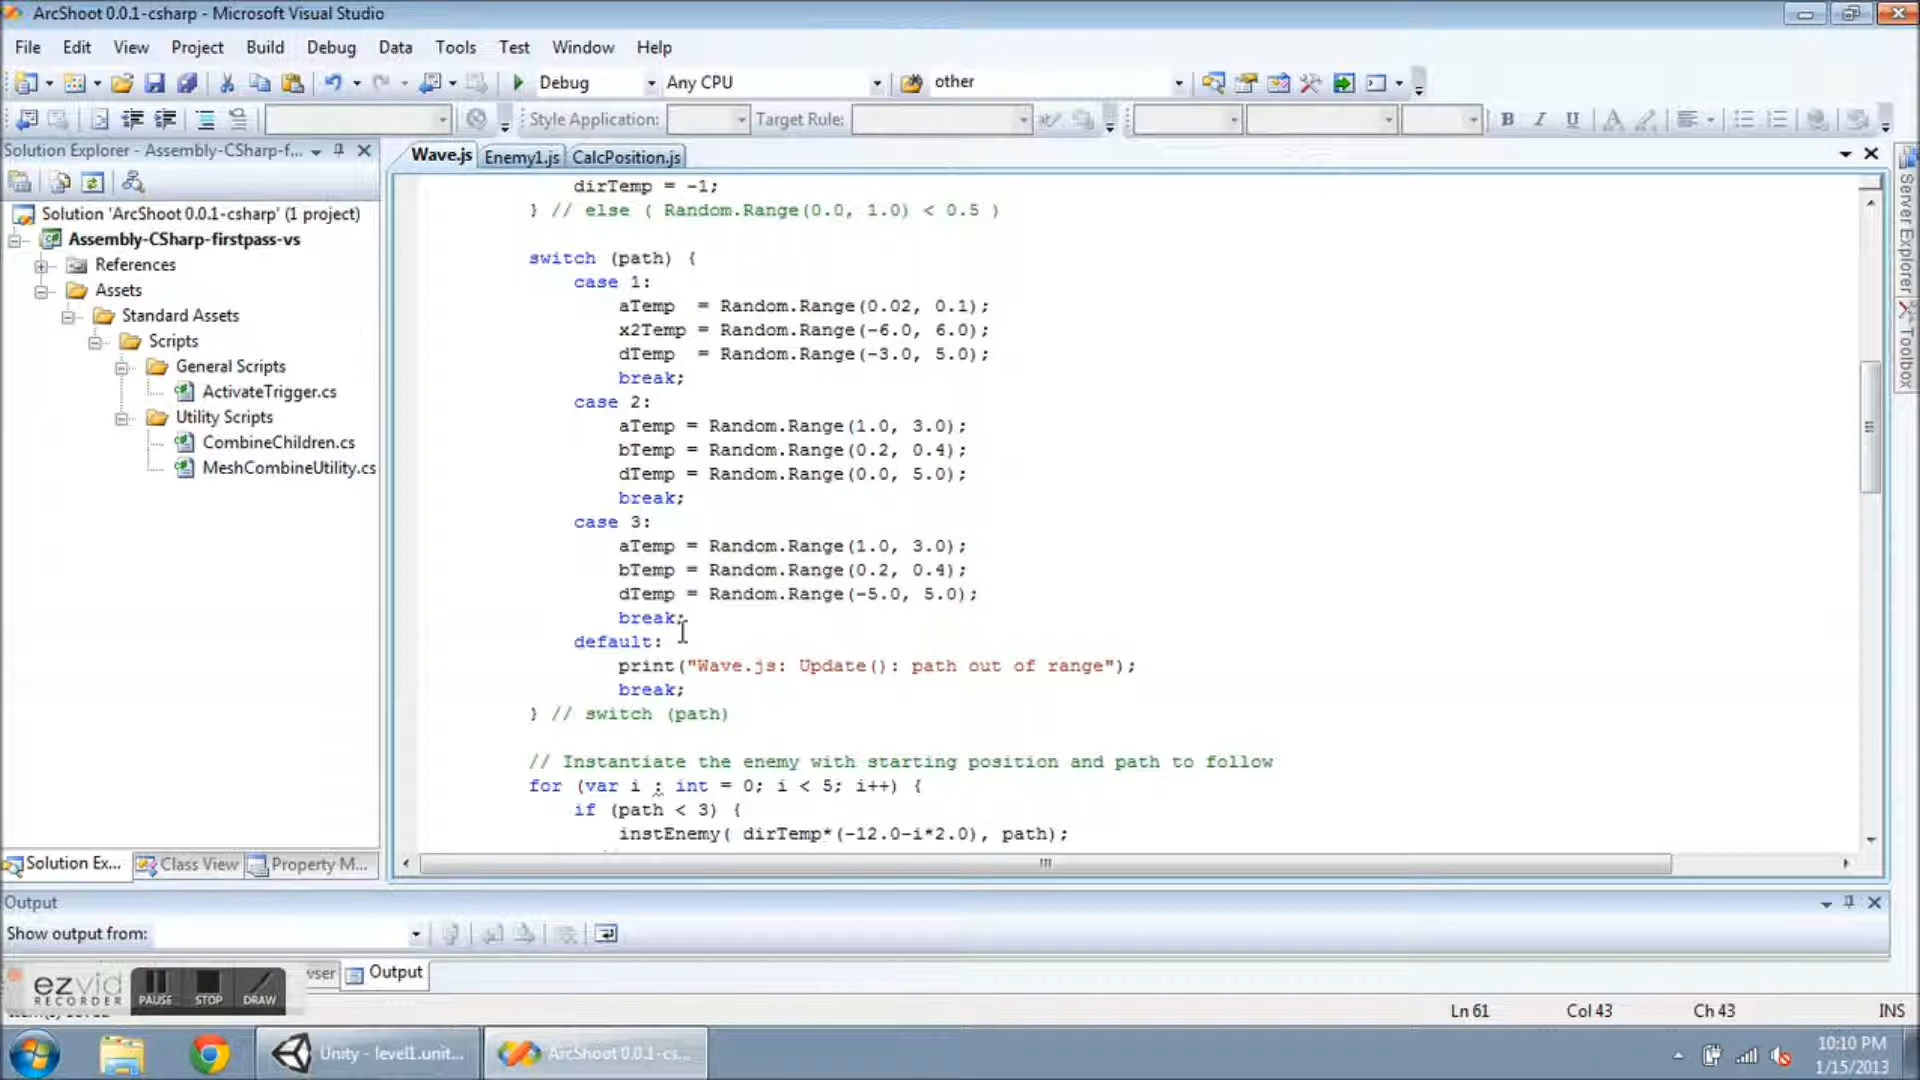 ArcShoot 0.0.1-csharp - Microsoft Visual Studio
File Edit View Project Build Debug Data Tools Test Window Help
Debug Any CPU other
Style Application: Target Rule: B I U A
Solution Explorer - Assembly-CSharp-f...
Wave.js Enemy1.js CalcPosition.js
Solution 'ArcShoot 0.0.1-csharp' (1 project)
Assembly-CSharp-firstpass-vs
References
Assets
Standard Assets
Scripts
General Scripts
ActivateTrigger.cs
Utility Scripts
CombineChildren.cs
MeshCombineUtility.cs
Solution Ex... Class View Property M...
dirTemp = -1;
} // else ( Random.Range(0.0, 1.0) < 0.5 )
switch (path) {
case 1:
aTemp = Random.Range(0.02, 0.1);
x2Temp = Random.Range(-6.0, 6.0);
dTemp = Random.Range(-3.0, 5.0);
break;
case 2:
aTemp = Random.Range(1.0, 3.0);
bTemp = Random.Range(0.2, 0.4);
dTemp = Random.Range(0.0, 5.0);
break;
case 3:
aTemp = Random.Range(1.0, 3.0);
bTemp = Random.Range(0.2, 0.4);
dTemp = Random.Range(-5.0, 5.0);
break;
default:
print("Wave.js: Update(): path out of range");
break;
} // switch (path)
// Instantiate the enemy with starting position and path to follow
for (var i : int = 0; i < 5; i++) {
if (path < 3) {
instEnemy( dirTemp*(-12.0-i*2.0), path);
Server Explorer
Toolbox
Output
Show output from:
Output
ezvid
RECORDER
PAUSE STOP DRAW
Ln 61 Col 43 Ch 43 INS
Unity - level1.unit...
ArcShoot 0.0.1-cs...
10:10 PM
1/15/2013